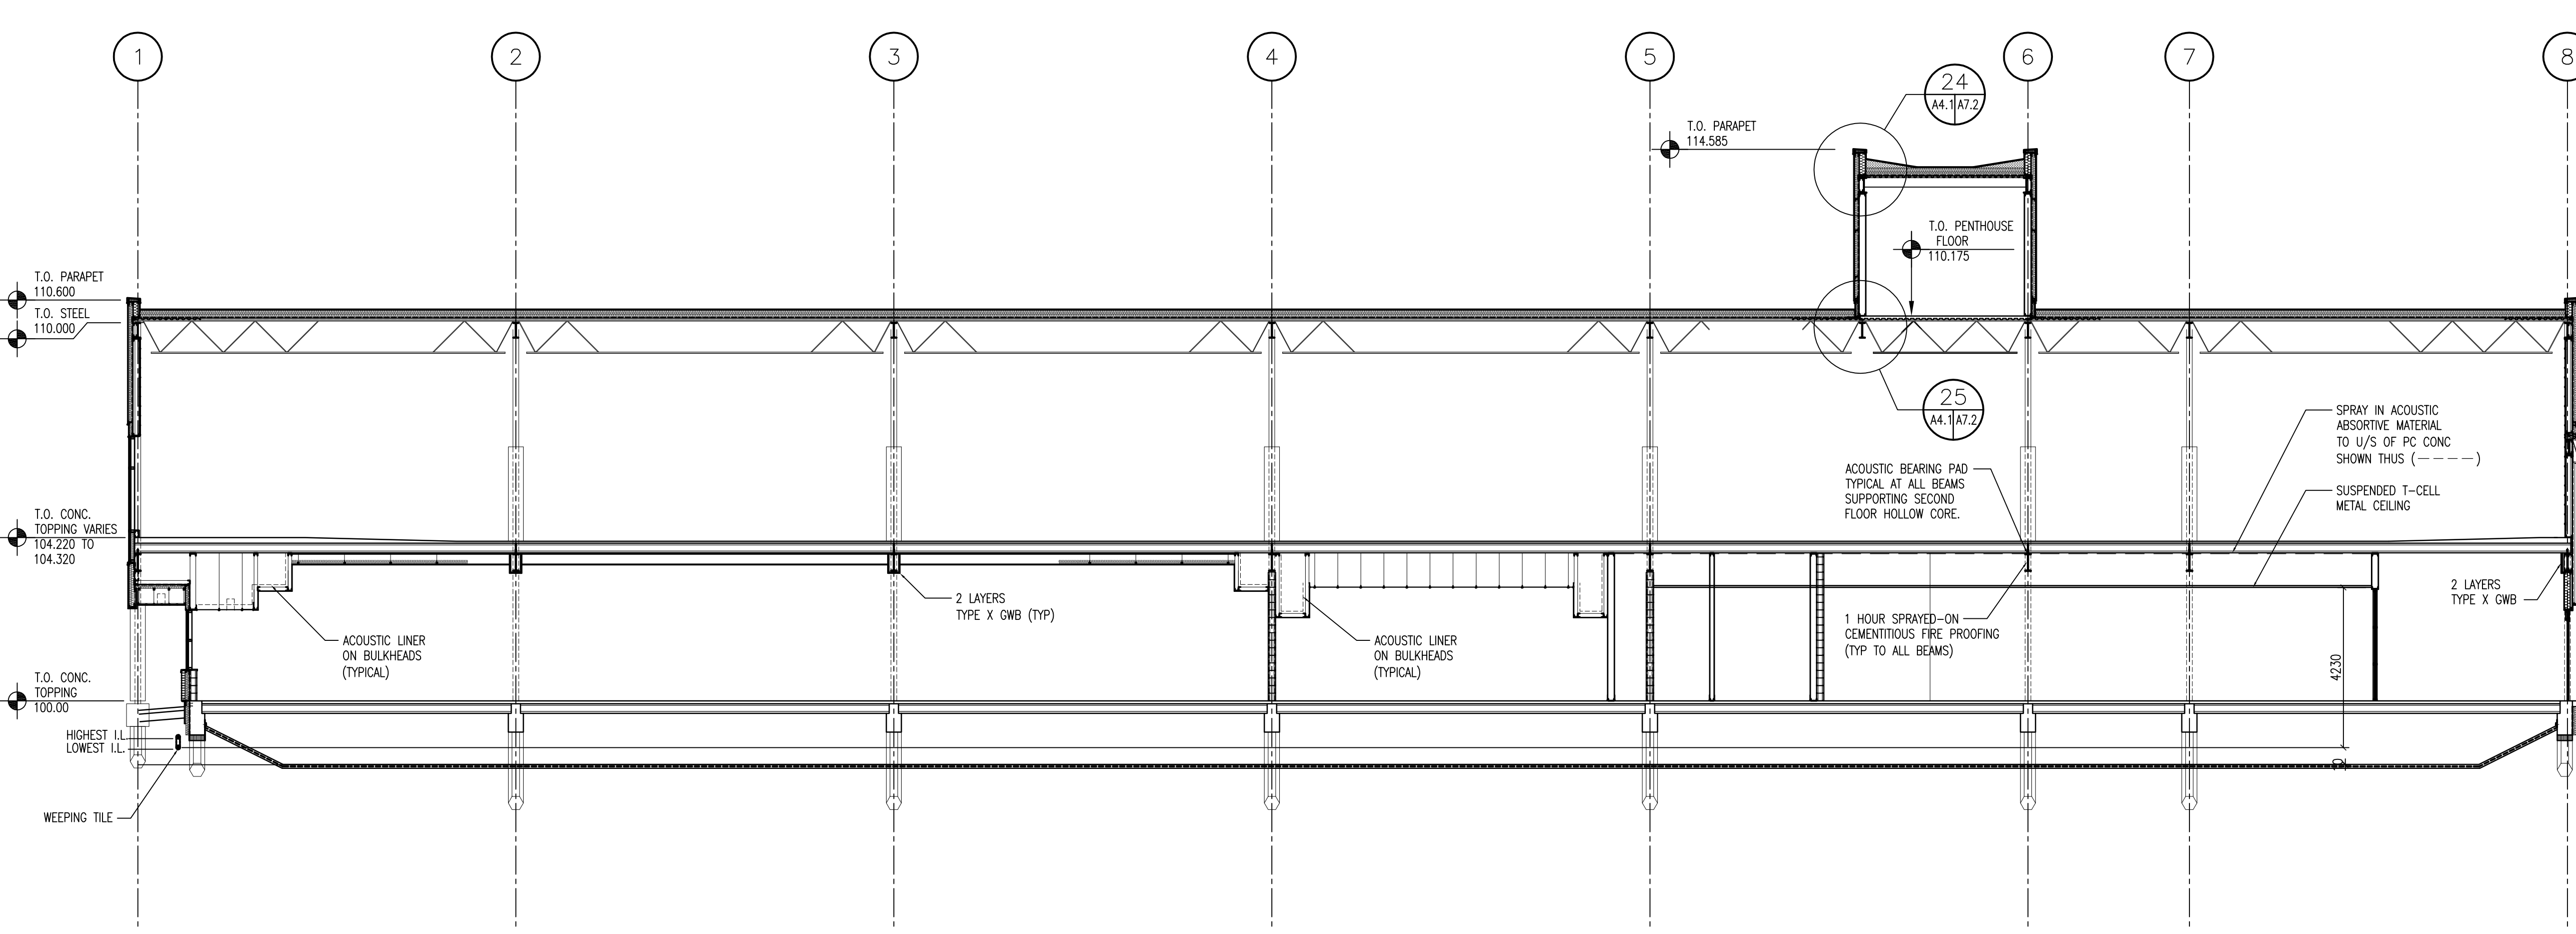 1
2
3
4
5
6
7
8
24
A4.1 A7.2
T.O. PARAPET
114.585
T.O. PENTHOUSE
FLOOR
110.175
T.O. PARAPET
110.600
T.O. STEEL
110.000
25
A4.1 A7.2
SPRAY IN ACOUSTIC
ABSORTIVE MATERIAL
TO U/S OF PC CONC
SHOWN THUS (— — — —)
ACOUSTIC BEARING PAD
TYPICAL AT ALL BEAMS
SUPPORTING SECOND
FLOOR HOLLOW CORE.
SUSPENDED T-CELL
METAL CEILING
T.O. CONC.
TOPPING VARIES
104.220 TO
104.320
2 LAYERS
TYPE X GWB (TYP)
2 LAYERS
TYPE X GWB
ACOUSTIC LINER
ON BULKHEADS
(TYPICAL)
ACOUSTIC LINER
ON BULKHEADS
(TYPICAL)
1 HOUR SPRAYED-ON
CEMENTITIOUS FIRE PROOFING
(TYP TO ALL BEAMS)
4230
T.O. CONC.
TOPPING
100.00
HIGHEST I.L
LOWEST I.L.
WEEPING TILE